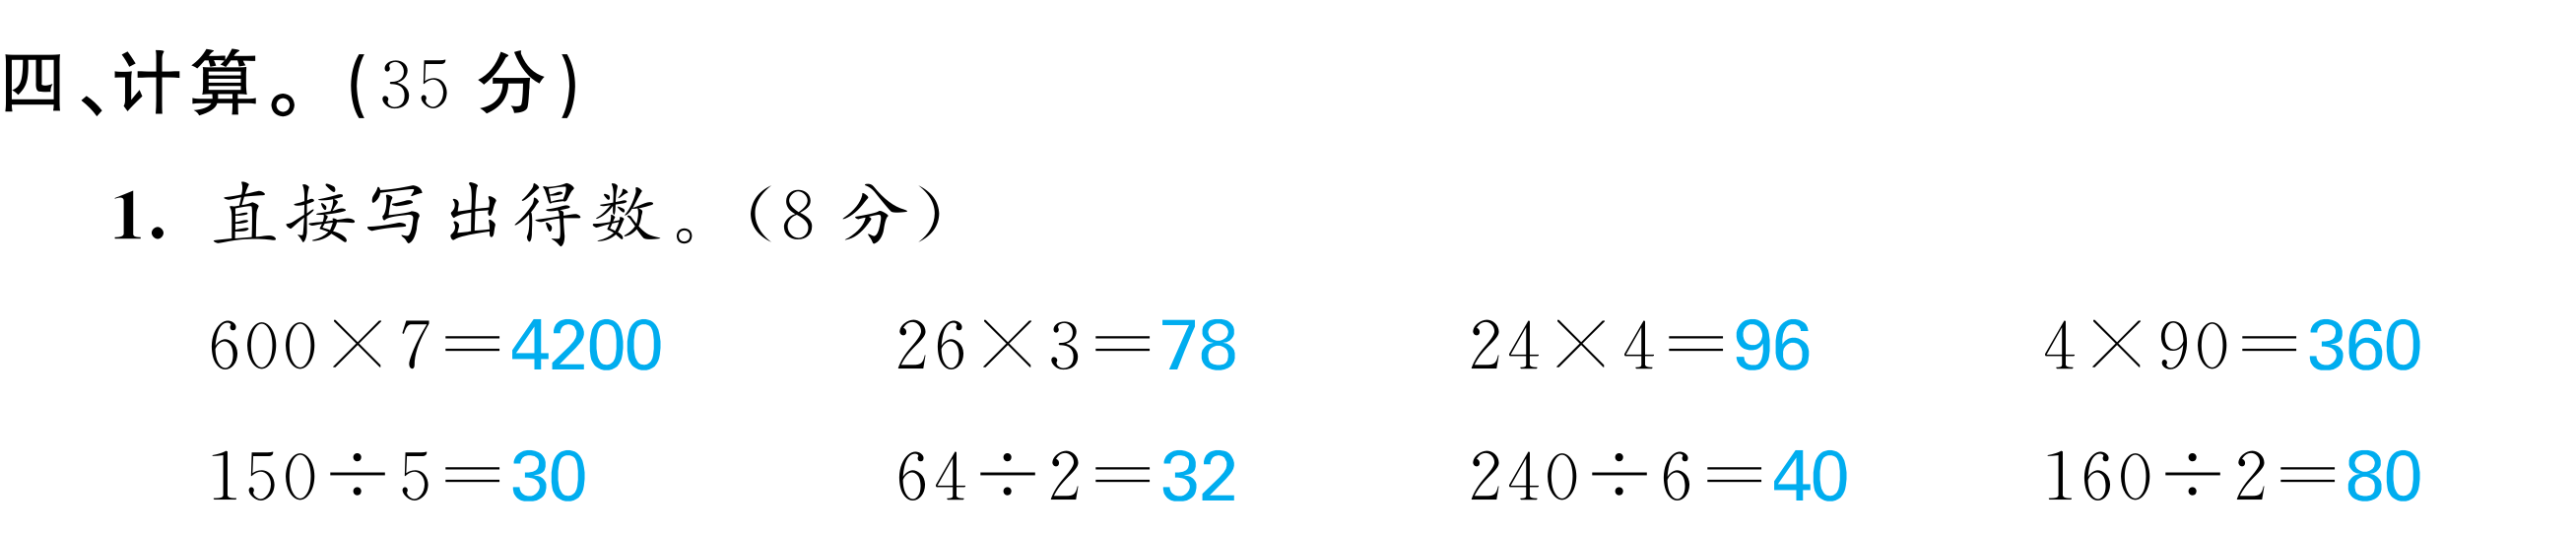 四、计算。(35 分)
1. 直接写出得数。(8 分)
600×7=4200 26×3=78 24×4=96 4×90=360
150÷5=30 64÷2=32 240÷6=40 160÷2=80